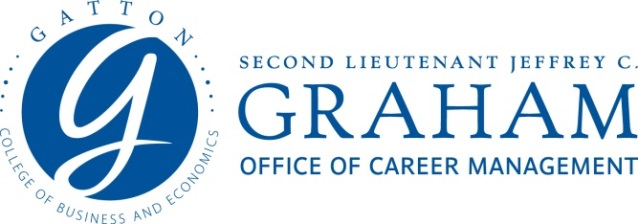 GATTON
g
COLLEGE OF BUSINESS AND ECONOMICS
SECOND LIEUTENANT JEFFREY C.
GRAHAM
OFFICE OF CAREER MANAGEMENT